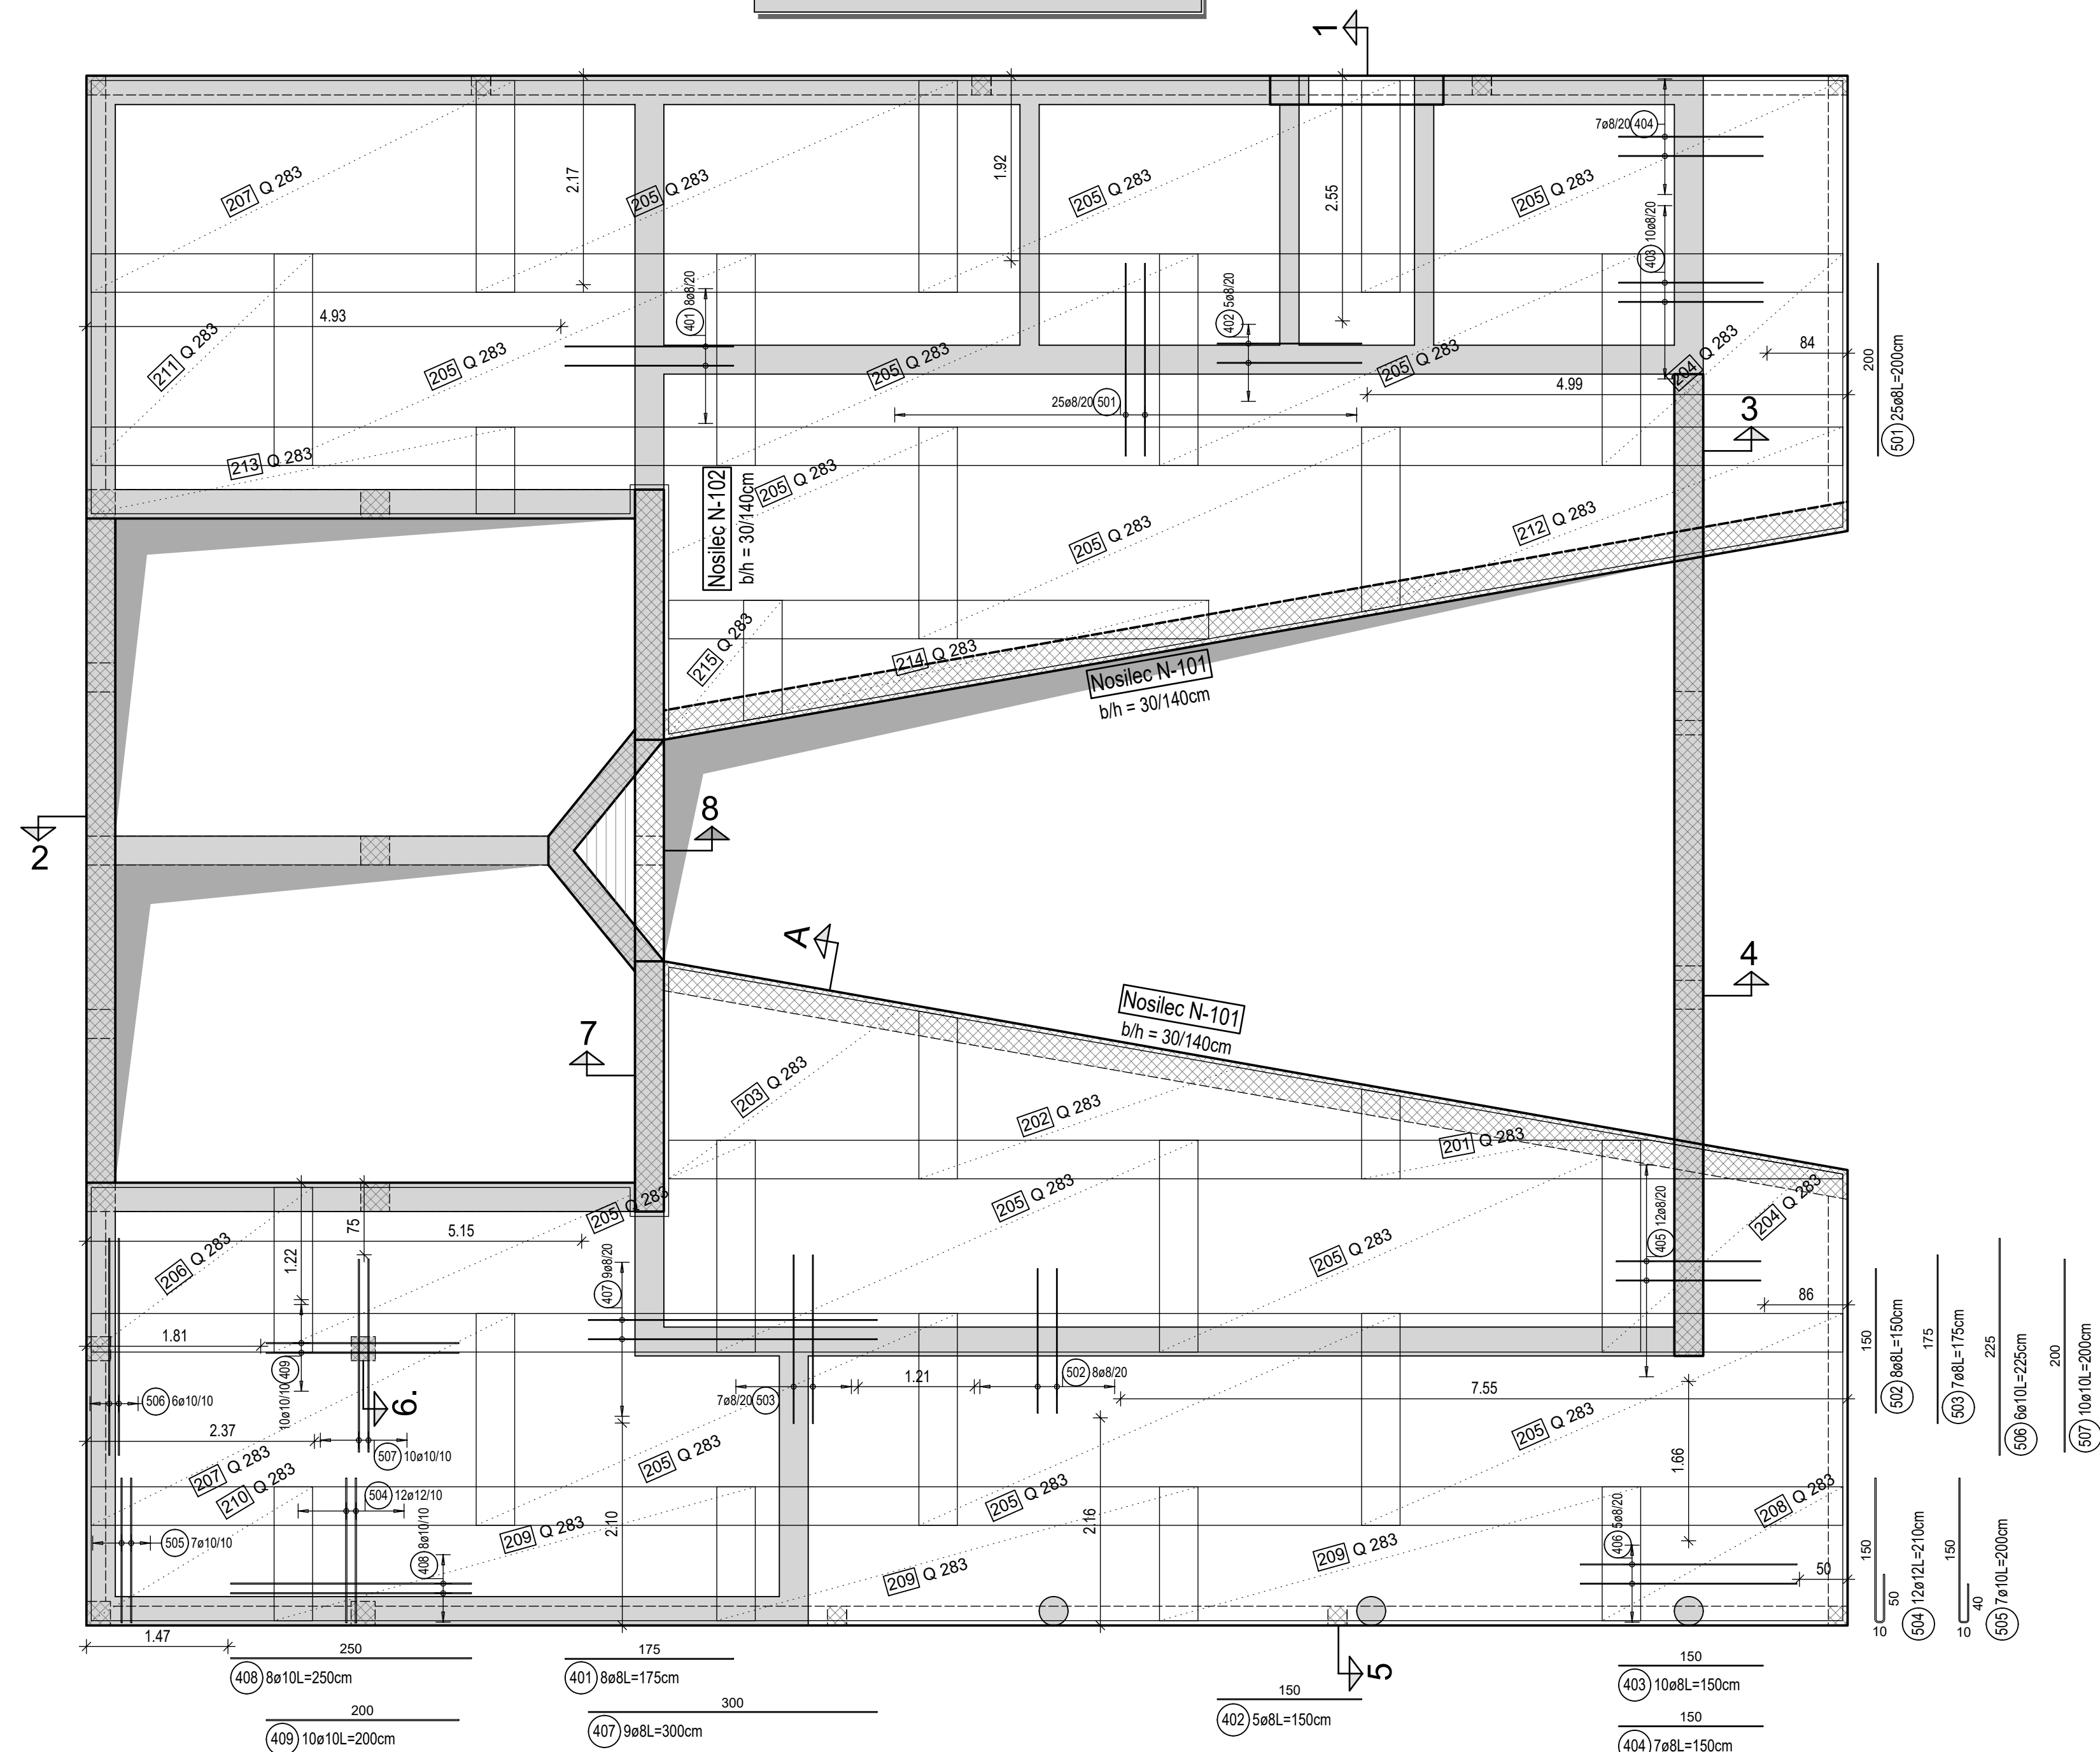 1
7ø8/20 404
2.17
1.92
2.55
207 Q 283
205 Q 283
205 Q 283
205 Q 283
403 10ø8/20
401 8ø8/20
402 5ø8/20
4.93
84
200
501 25ø8L=200cm
211 Q 283
205 Q 283
205 Q 283
205 Q 283
204 Q 283
4.99
25ø8/20 501
3
213 Q 283
Nosilec N-102
b/h = 30/140cm
205 Q 283
205 Q 283
212 Q 283
215 Q 283
214 Q 283
Nosilec N-101
b/h = 30/140cm
8
2
A
4
Nosilec N-101
b/h = 30/140cm
7
203 Q 283
202 Q 283
201 Q 283
205 Q 283
205 Q 283
205 Q 283
204 Q 283
75
5.15
1.22
206 Q 283
407 9ø8/20
405 12ø8/20
86
1.81
10ø10/10 409
506 6ø10/10
6.
7ø8/20 503
1.21
502 8ø8/20
7.55
150
502 8ø8L=150cm
175
503 7ø8L=175cm
225
506 6ø10L=225cm
200
507 10ø10L=200cm
2.37
507 10ø10/10
207 Q 283
210 Q 283
205 Q 283
205 Q 283
205 Q 283
1.66
208 Q 283
504 12ø12/10
505 7ø10/10
408 8ø10/10
209 Q 283
2.10
2.16
209 Q 283
209 Q 283
406 5ø8/20
50
150
50
10
504 12ø12L=210cm
150
40
10
505 7ø10L=200cm
1.47
250
408 8ø10L=250cm
175
401 8ø8L=175cm
5
150
403 10ø8L=150cm
200
409 10ø10L=200cm
300
407 9ø8L=300cm
150
402 5ø8L=150cm
150
404 7ø8L=150cm